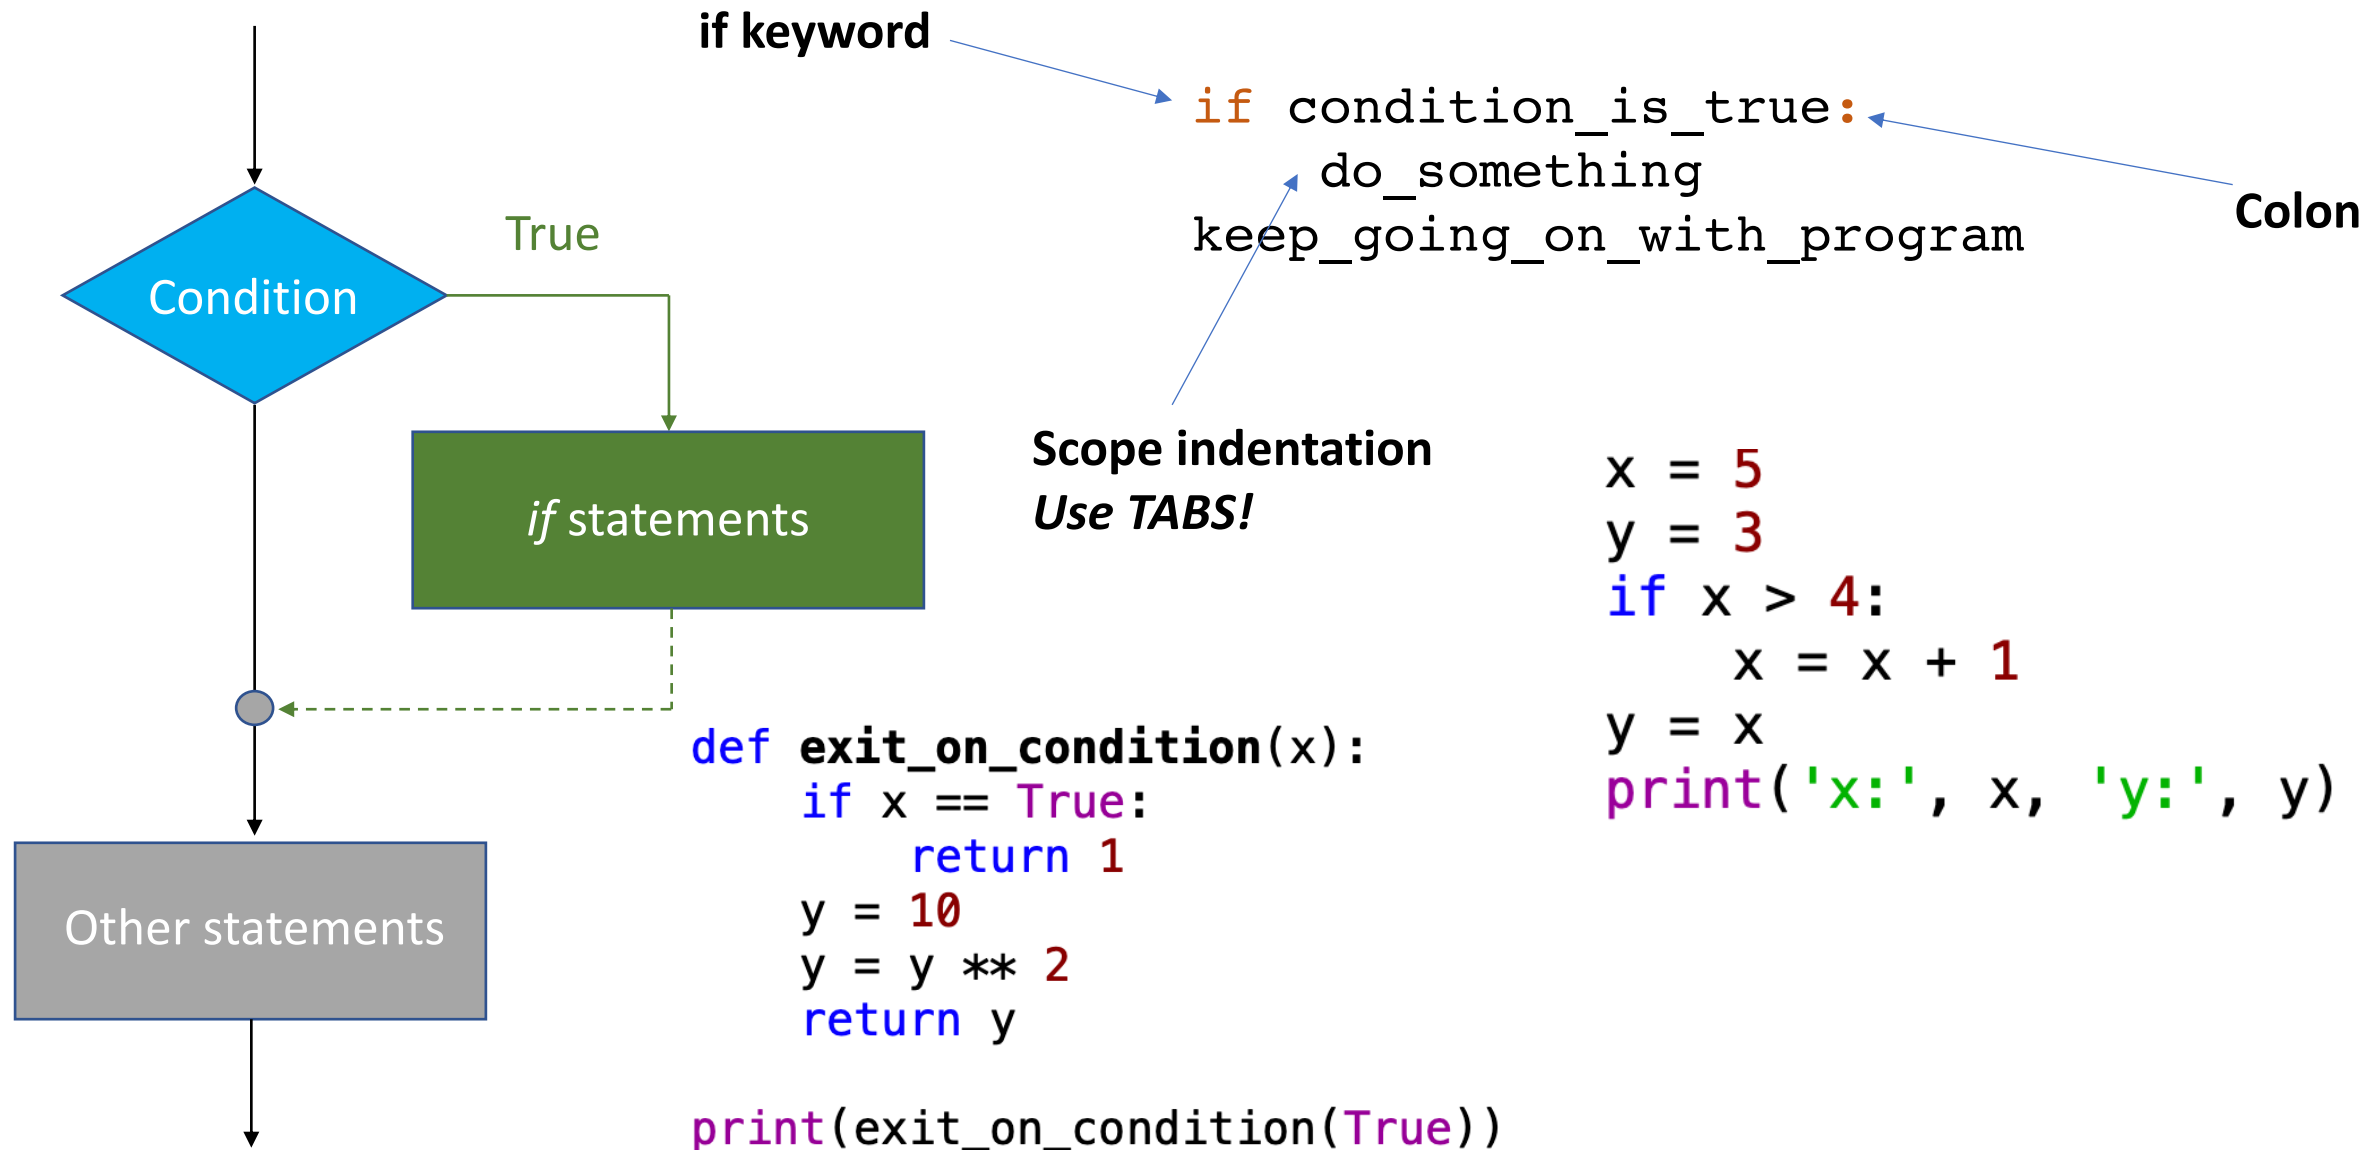 if keyword
if condition_is_true:
    do_something
keep_going_on_with_program
Colon
True
Condition
if statements
Other statements
Scope indentation
Use TABS!
x = 5
y = 3
if x > 4:
    x = x + 1
y = x
print('x:', x, 'y:', y)
def exit_on_condition(x):
    if x == True:
        return 1
    y = 10
    y = y ** 2
    return y
print(exit_on_condition(True))